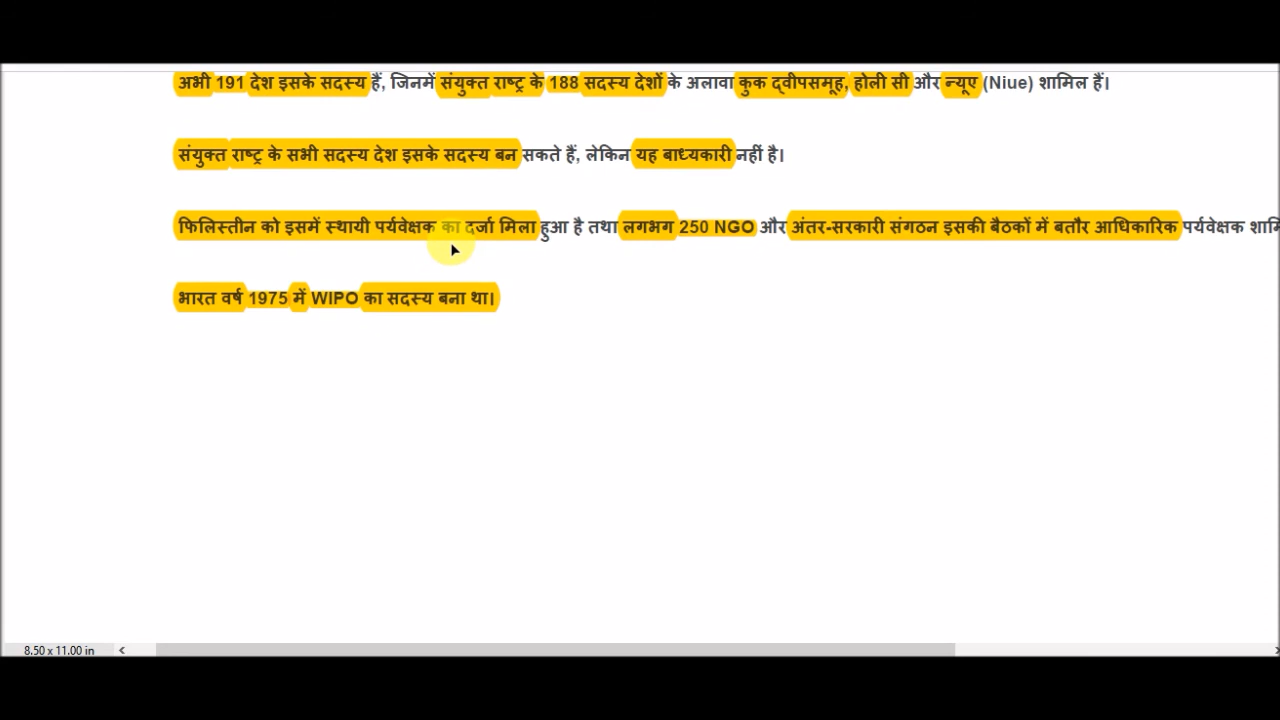 अभी 191 देश इसके सदस्य हैं, जिनमें संयुक्त राष्ट्र के 188 सदस्य देशों के अलावा कुक द्वीपसमूह, होली सी और न्यूए (Niue) शामिल हैं।
संयुक्त राष्ट्र के सभी सदस्य देश इसके सदस्य बन सकते हैं, लेकिन यह बाध्यकारी नहीं है।
फिलिस्तीन को इसमें स्थायी पर्यवेक्षक का दर्जा मिला हुआ है तथा लगभग 250 NGO और अंतर-सरकारी संगठन इसकी बैठकों में बतौर आधिकारिक पर्यवेक्षक
भारत वर्ष 1975 में WIPO का सदस्य बना था।
8.50 x 11.00 in